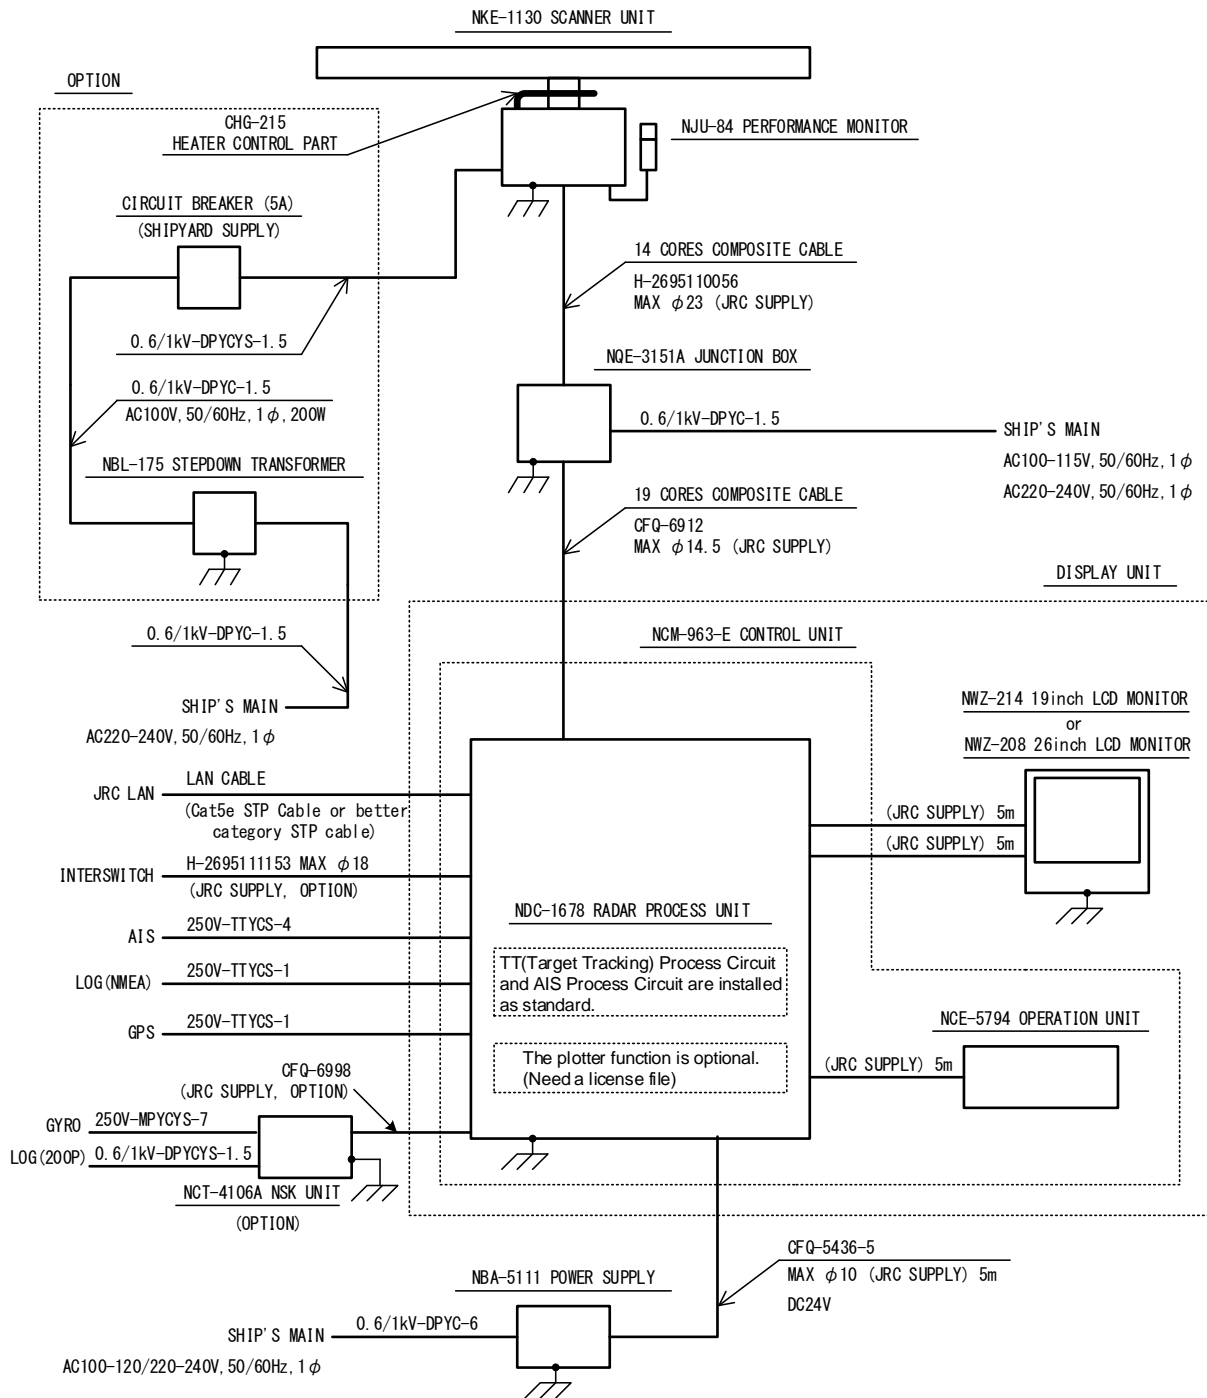 NKE-1130 SCANNER UNIT
OPTION
CHG-215
HEATER CONTROL PART
NJU-84 PERFORMANCE MONITOR
CIRCUIT BREAKER (5A)
(SHIPYARD SUPPLY)
14 CORES COMPOSITE CABLE
H-2695110056
MAX φ23 (JRC SUPPLY)
0.6/1kV-DPYCYS-1.5
NQE-3151A JUNCTION BOX
0.6/1kV-DPYC-1.5
AC100V, 50/60Hz, 1φ, 200W
0.6/1kV-DPYC-1.5
SHIP'S MAIN
AC100-115V, 50/60Hz, 1φ
AC220-240V, 50/60Hz, 1φ
NBL-175 STEPDOWN TRANSFORMER
19 CORES COMPOSITE CABLE
CFQ-6912
MAX φ14.5 (JRC SUPPLY)
DISPLAY UNIT
0.6/1kV-DPYC-1.5
NCM-963-E CONTROL UNIT
SHIP'S MAIN
AC220-240V, 50/60Hz, 1φ
NWZ-214 19inch LCD MONITOR
or
NWZ-208 26inch LCD MONITOR
JRC LAN
LAN CABLE
(Cat5e STP Cable or better
category STP cable)
(JRC SUPPLY) 5m
(JRC SUPPLY) 5m
INTERSWITCH
H-2695111153 MAX φ18
(JRC SUPPLY, OPTION)
NDC-1678 RADAR PROCESS UNIT
AIS
250V-TTYCS-4
TT(Target Tracking) Process Circuit
and AIS Process Circuit are installed
as standard.
LOG(NMEA)
250V-TTYCS-1
GPS
250V-TTYCS-1
NCE-5794 OPERATION UNIT
The plotter function is optional.
(Need a license file)
(JRC SUPPLY) 5m
CFQ-6998
(JRC SUPPLY, OPTION)
GYRO
250V-MPYCYS-7
LOG(200P)
0.6/1kV-DPYCYS-1.5
NCT-4106A NSK UNIT
(OPTION)
CFQ-5436-5
MAX φ10 (JRC SUPPLY) 5m
DC24V
NBA-5111 POWER SUPPLY
SHIP'S MAIN
0.6/1kV-DPYC-6
AC100-120/220-240V, 50/60Hz, 1φ